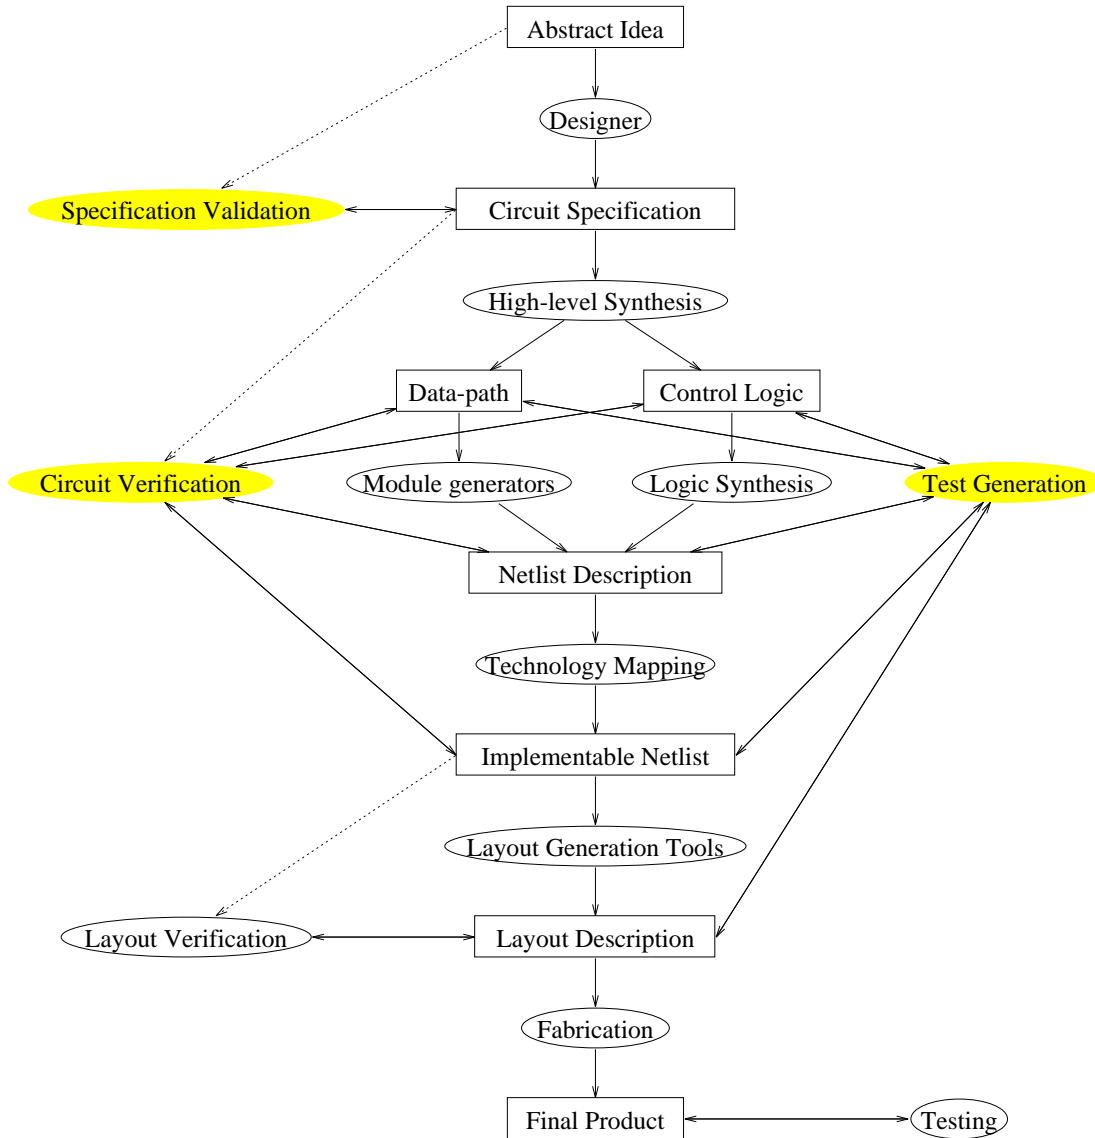 Abstract Idea
Designer
Specification Validation
Circuit Specification
High-level Synthesis
Data-path
Control Logic
Circuit Verification
Module generators
Logic Synthesis
Test Generation
Netlist Description
Technology Mapping
Implementable Netlist
Layout Generation Tools
Layout Verification
Layout Description
Fabrication
Final Product
Testing